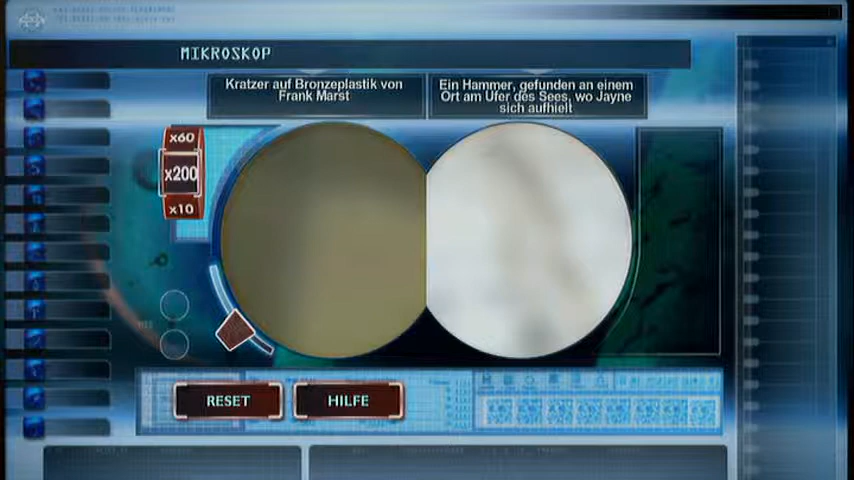 MIKROSKOP
Kratzer auf Bronzeplastik von
Frank Marst
Ein Hammer, gefunden an einem
Ort am Ufer des Sees, wo Jayne
sich aufhielt
x60
x200
x10
RESET
HILFE